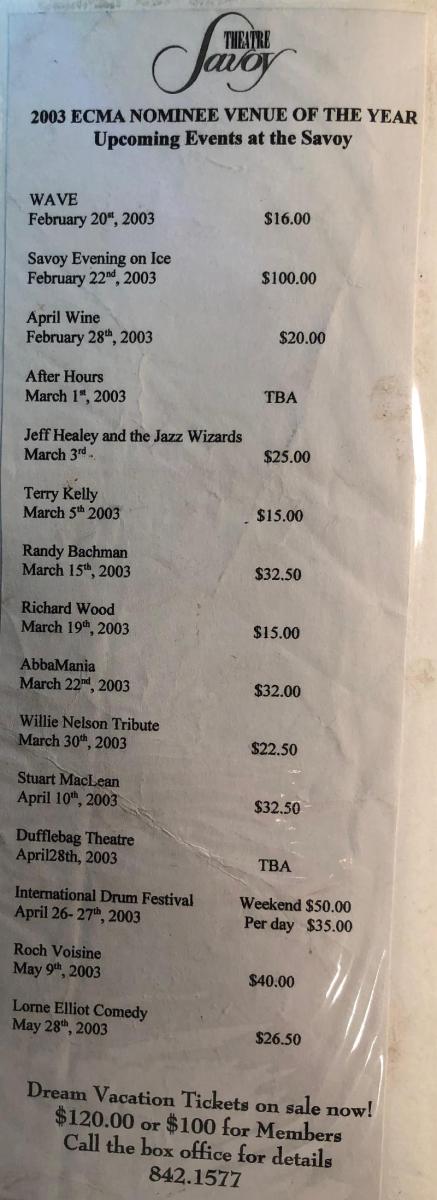 THEATRE
Savoy
2003 ECMA NOMINEE VENUE OF THE YEAR
Upcoming Events at the Savoy
WAVE
February 20st, 2003 $16.00
Savoy Evening on Ice
February 22nd, 2003 $100.00
April Wine
February 28th, 2003 $20.00
After Hours
March 1st, 2003 TBA
Jeff Healey and the Jazz Wizards
March 3rd $25.00
Terry Kelly
March 5th 2003 $15.00
Randy Bachman
March 15th, 2003 $32.50
Richard Wood
March 19th, 2003 $15.00
AbbaMania
March 22nd, 2003 $32.00
Willie Nelson Tribute
March 30th, 2003 $22.50
Stuart MacLean
April 10th, 2003 $32.50
Dufflebag Theatre
April28th, 2003 TBA
International Drum Festival Weekend $50.00
April 26- 27th, 2003 Per day $35.00
Roch Voisine
May 9th, 2003 $40.00
Lorne Elliot Comedy
May 28th, 2003 $26.50
Dream Vacation Tickets on sale now!
$120.00 or $100 for Members
Call the box office for details
842.1577